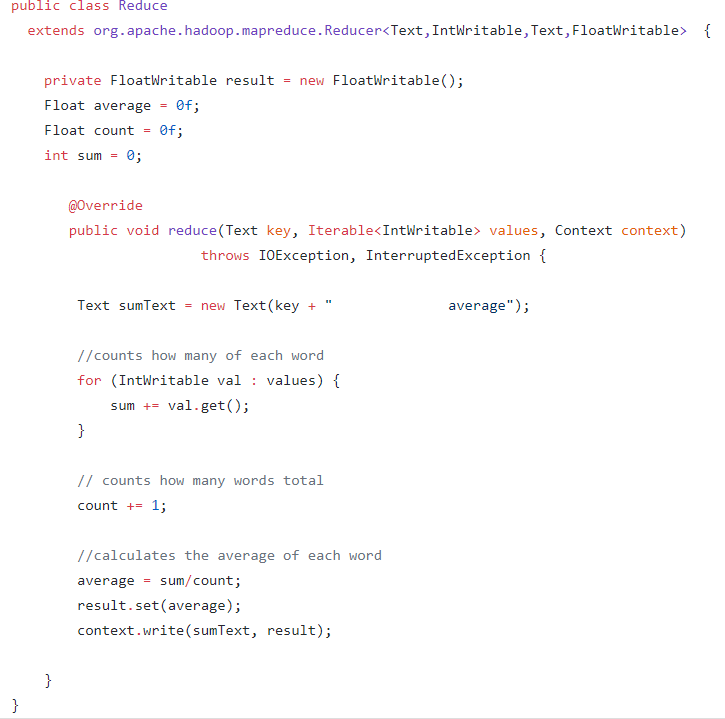 public class Reduce
  extends org.apache.hadoop.mapreduce.Reducer<Text,IntWritable,Text,FloatWritable>  {

    private FloatWritable result = new FloatWritable();
    Float average = 0f;
    Float count = 0f;
    int sum = 0;

       @Override
       public void reduce(Text key, Iterable<IntWritable> values, Context context)
                       throws IOException, InterruptedException {

        Text sumText = new Text(key + "              average");

        //counts how many of each word
        for (IntWritable val : values) {
            sum += val.get();
        }

        // counts how many words total
        count += 1;

        //calculates the average of each word
        average = sum/count;
        result.set(average);
        context.write(sumText, result);

    }
}